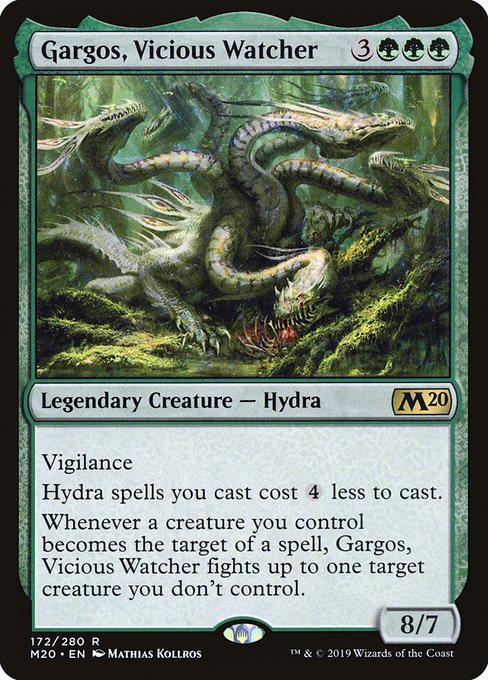 Gargos, Vicious Watcher 3
Legendary Creature — Hydra
M20
Vigilance
Hydra spells you cast cost 4 less to cast.
Whenever a creature you control
becomes the target of a spell, Gargos,
Vicious Watcher fights up to one target
creature you don't control.
8/7
172/280 R
M20 • EN Mathias Kollros
™ & © 2019 Wizards of the Coast